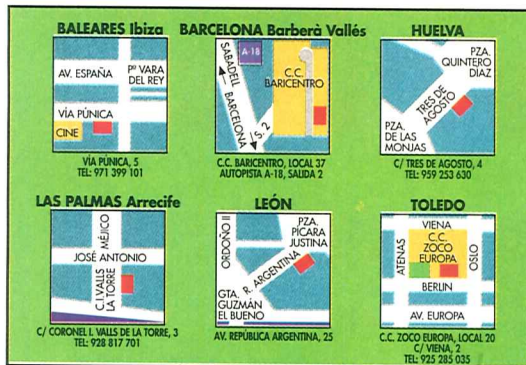 BALEARES Ibiza
AV. ESPAÑA
Pº VARA
DEL REY
VÍA PÚNICA
CINE
VÍA PÚNICA, 5
TEL: 971 399 101
BARCELONA Barberà Vallés
SABADELL
A-18
BARCELONA
S. 2
C.C.
BARICENTRO
C.C. BARICENTRO, LOCAL 37
AUTOPISTA A-18, SALIDA 2
HUELVA
PZA.
QUINTERO
DÍAZ
TRES DE
AGOSTO
PZA.
DE LAS
MONJAS
C/ TRES DE AGOSTO, 4
TEL: 959 253 630
LAS PALMAS Arrecife
MÉJICO
JOSÉ ANTONIO
C.I. VALLS
LA TORRE
C/ CORONEL I. VALLS DE LA TORRE, 3
TEL: 928 817 701
LEÓN
ORDOÑO II
PZA.
PÍCARA
JUSTINA
R. ARGENTINA
GTA.
GUZMÁN
EL BUENO
AV. REPÚBLICA ARGENTINA, 25
TOLEDO
VIENA
ATENAS
C.C.
ZOCO
EUROPA
OSLO
BERLIN
AV. EUROPA
C.C. ZOCO EUROPA, LOCAL 20
C/ VIENA, 2
TEL: 925 285 035